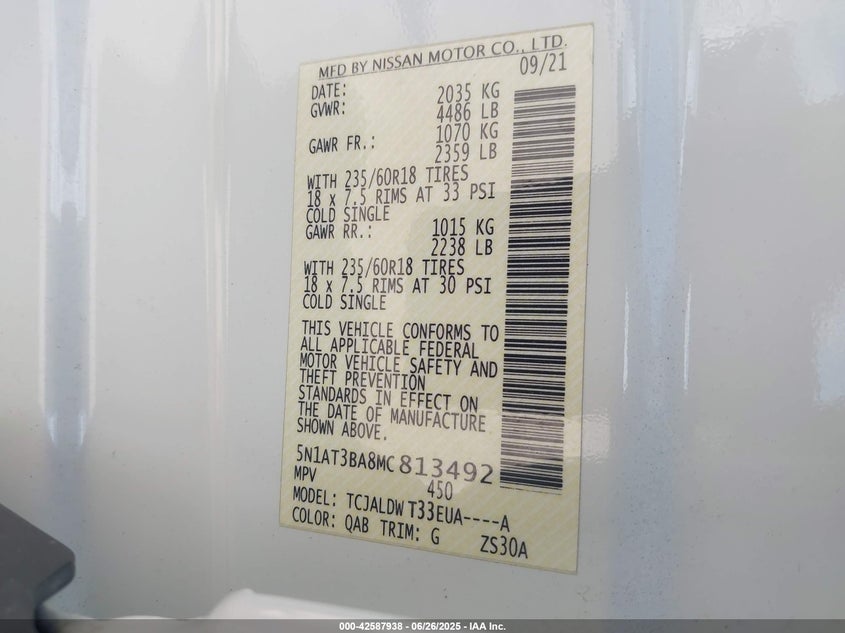 MFD BY NISSAN MOTOR CO., LTD.
DATE: 09/21
GVWR: 2035 KG
4486 LB
GAWR FR.: 1070 KG
2359 LB
WITH 235/60R18 TIRES
18 x 7.5 RIMS AT 33 PSI
COLD SINGLE
GAWR RR.: 1015 KG
2238 LB
WITH 235/60R18 TIRES
18 x 7.5 RIMS AT 30 PSI
COLD SINGLE
THIS VEHICLE CONFORMS TO
ALL APPLICABLE FEDERAL
MOTOR VEHICLE SAFETY AND
THEFT PREVENTION
STANDARDS IN EFFECT ON
THE DATE OF MANUFACTURE
SHOWN ABOVE.
5N1AT3BA8MC813492
MPV 450
MODEL: TCJALDW T33EUA----A
COLOR: QAB TRIM: G ZS30A
000-42587938 - 06/26/2025 - IAA Inc.